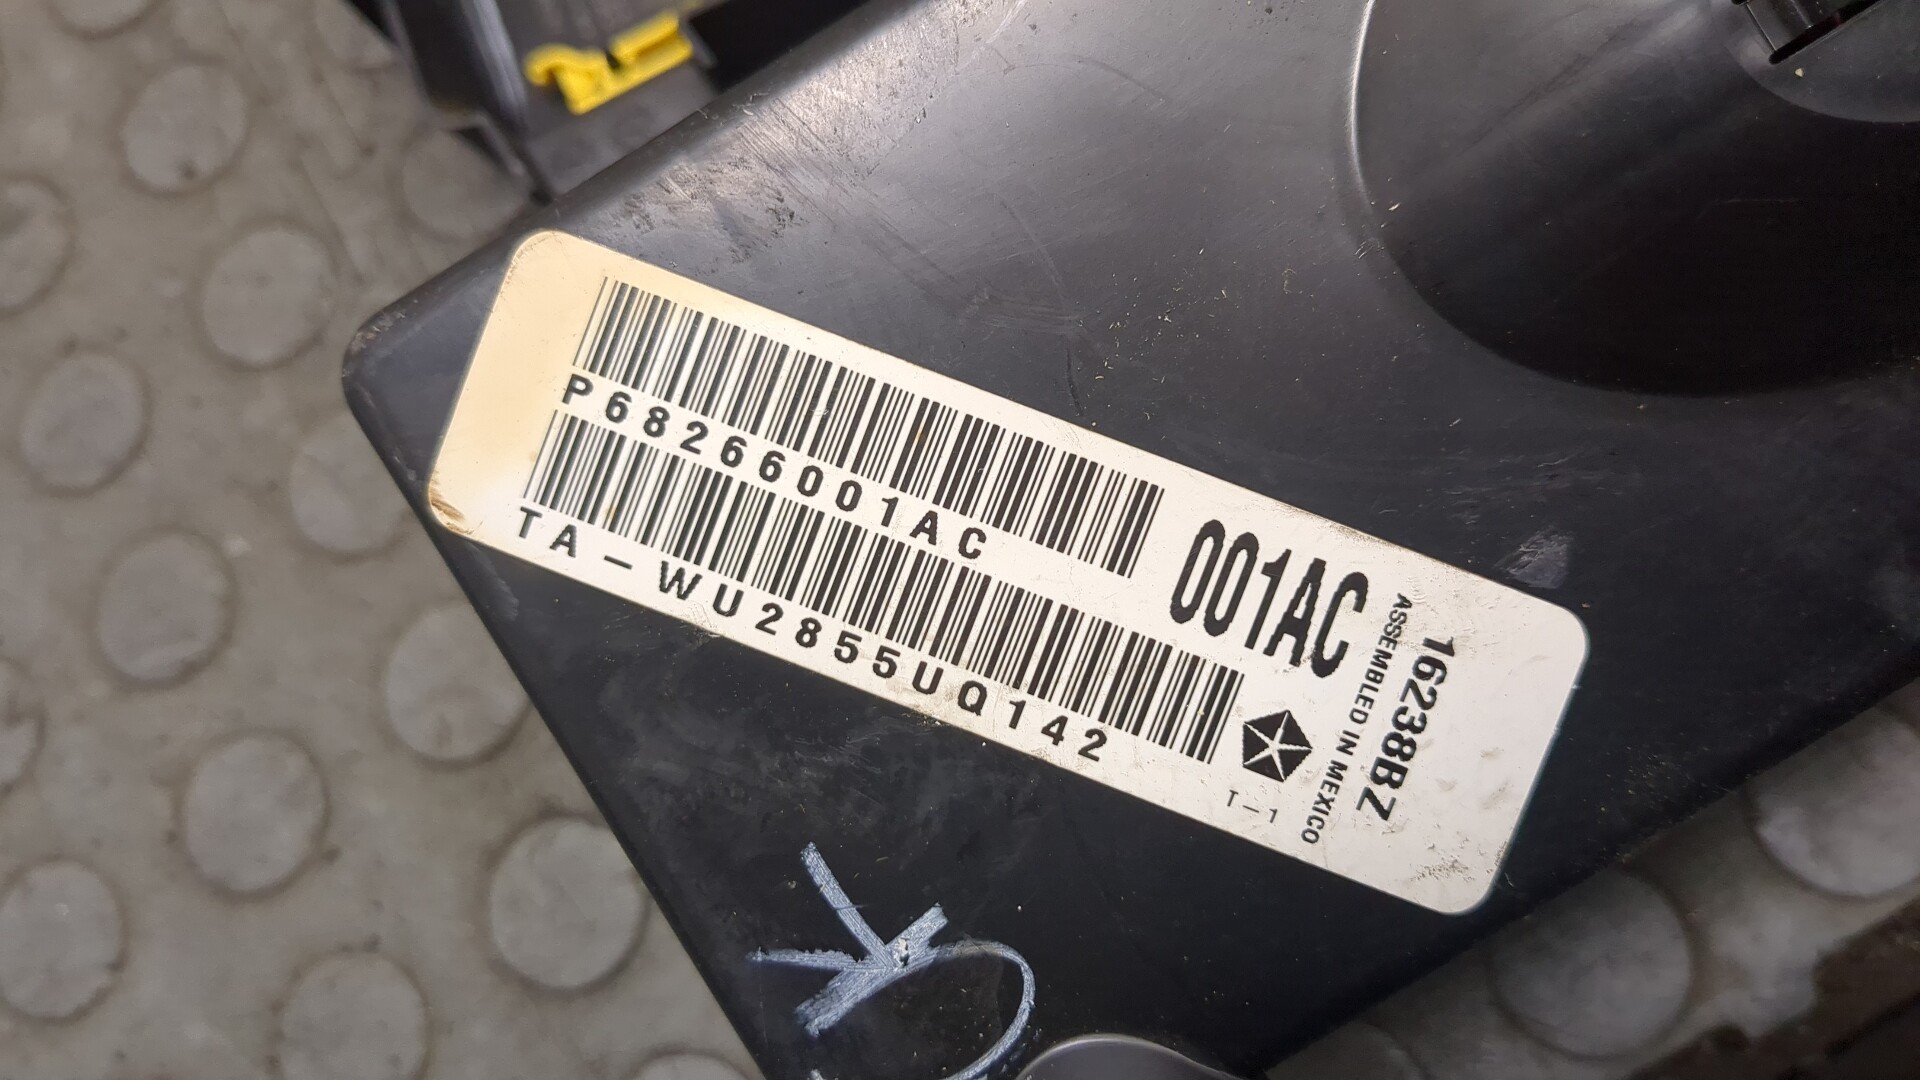 P68266001AC
001AC
TA-WU2855UQ142
T-1
16238BZ
ASSEMBLED IN MEXICO